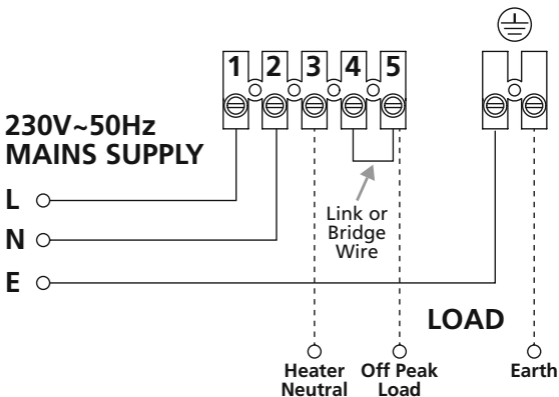 1 2 3 4 5
230V~50Hz
MAINS SUPPLY
L
N
E
Link or
Bridge
Wire
LOAD
Heater
Neutral
Off Peak
Load
Earth